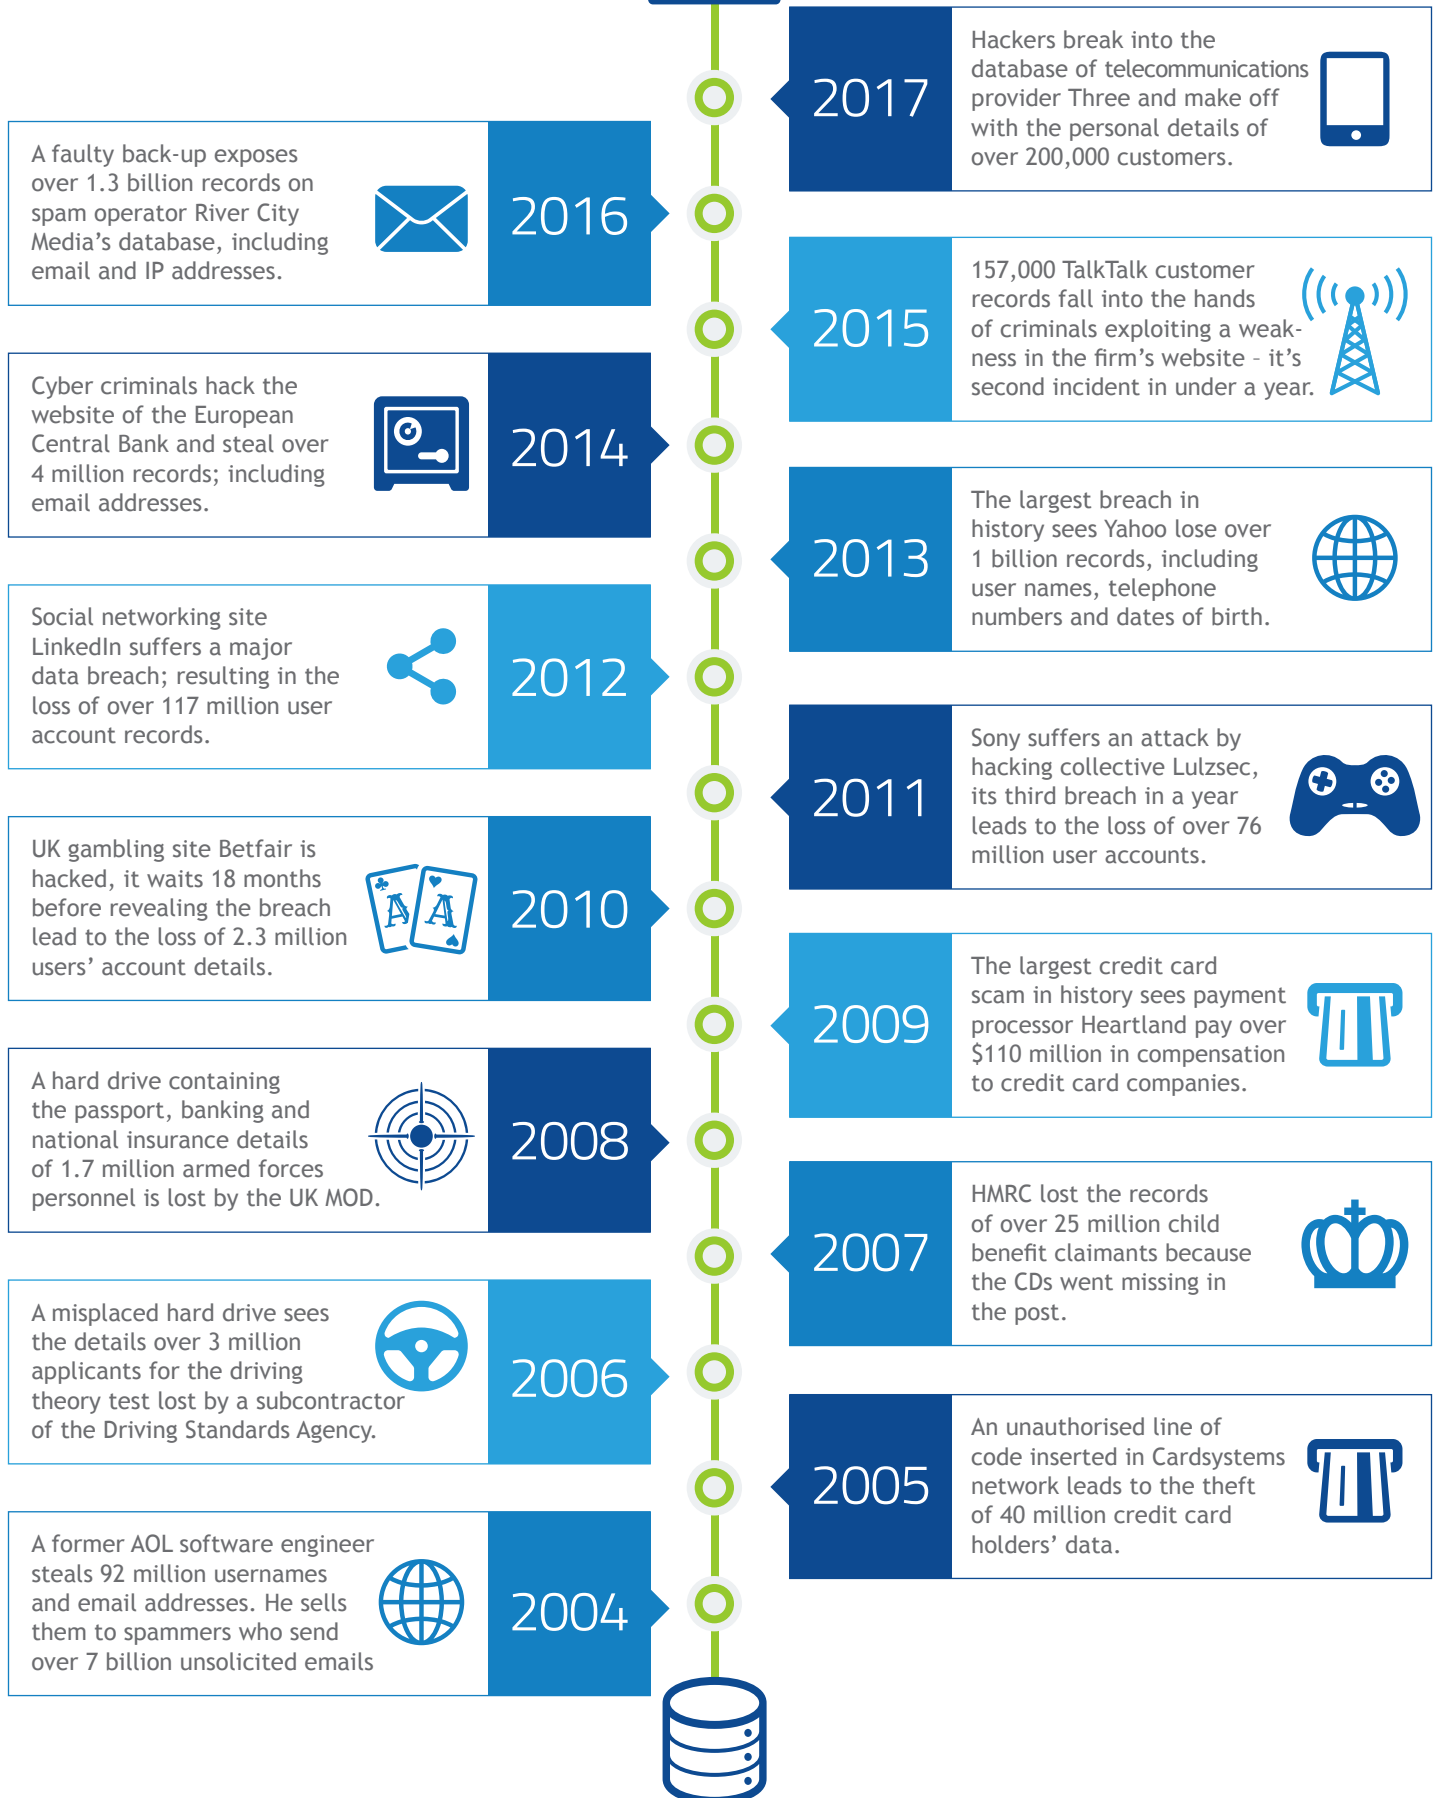 2017
Hackers break into the
database of telecommunications
provider Three and make off
with the personal details of
over 200,000 customers.
A faulty back-up exposes
over 1.3 billion records on
spam operator River City
Media’s database, including
email and IP addresses.
2016
2015
157,000 TalkTalk customer
records fall into the hands
of criminals exploiting a weak-
ness in the firm’s website – it’s
second incident in under a year.
Cyber criminals hack the
website of the European
Central Bank and steal over
4 million records; including
email addresses.
2014
2013
The largest breach in
history sees Yahoo lose over
1 billion records, including
user names, telephone
numbers and dates of birth.
Social networking site
LinkedIn suffers a major
data breach; resulting in the
loss of over 117 million user
account records.
2012
2011
Sony suffers an attack by
hacking collective Lulzsec,
its third breach in a year
leads to the loss of over 76
million user accounts.
UK gambling site Betfair is
hacked, it waits 18 months
before revealing the breach
lead to the loss of 2.3 million
users’ account details.
A A
2010
2009
The largest credit card
scam in history sees payment
processor Heartland pay over
$110 million in compensation
to credit card companies.
A hard drive containing
the passport, banking and
national insurance details
of 1.7 million armed forces
personnel is lost by the UK MOD.
2008
2007
HMRC lost the records
of over 25 million child
benefit claimants because
the CDs went missing in
the post.
A misplaced hard drive sees
the details over 3 million
applicants for the driving
theory test lost by a subcontractor
of the Driving Standards Agency.
2006
2005
An unauthorised line of
code inserted in Cardsystems
network leads to the theft
of 40 million credit card
holders’ data.
A former AOL software engineer
steals 92 million usernames
and email addresses. He sells
them to spammers who send
over 7 billion unsolicited emails
2004